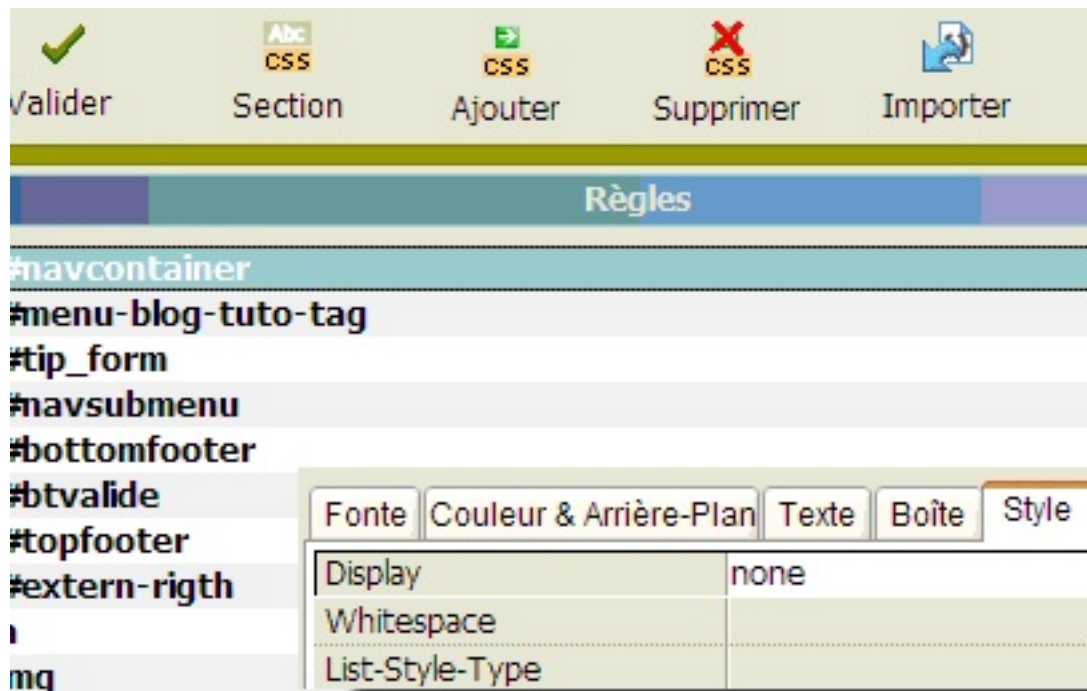 Abc
css css css
Valider Section Ajouter Supprimer Importer
Règles
#navcontainer
#menu-blog-tuto-tag
#tip_form
#navsubmenu
#bottomfooter
#btvalide
#topfooter
#extern-rigth
Fonte Couleur & Arrière-Plan Texte Boîte Style
Display none
Whitespace
List-Style-Type